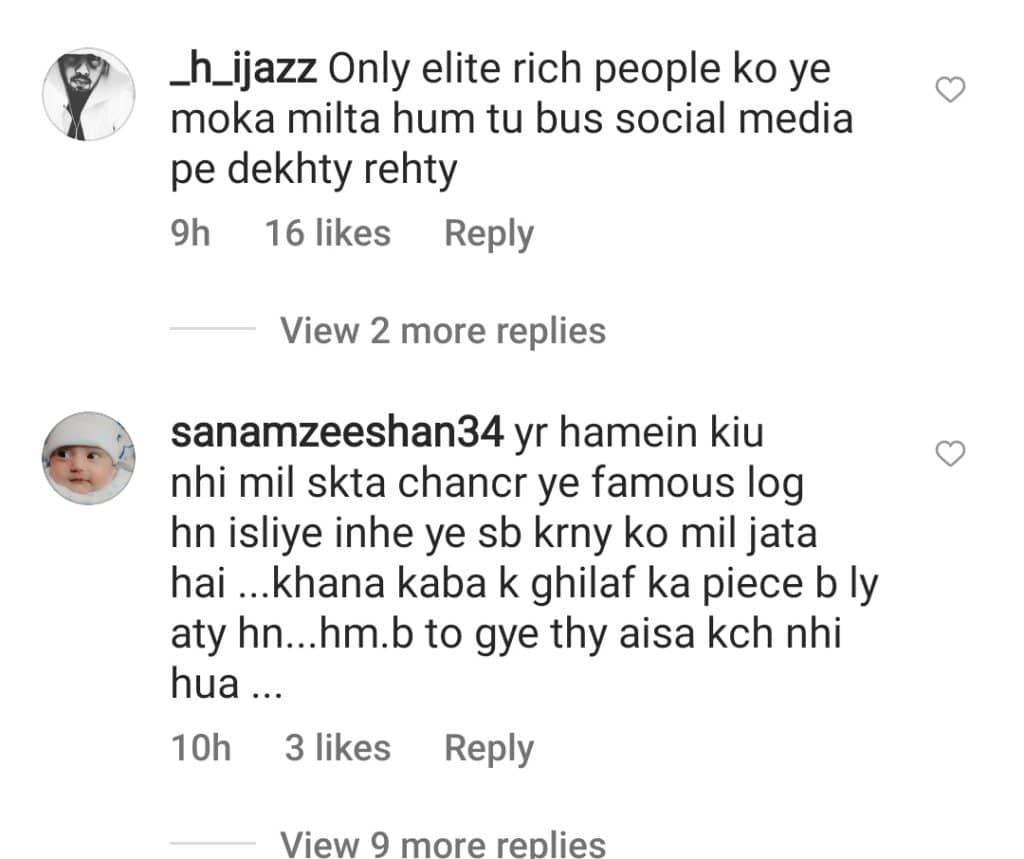 _h_ijazz Only elite rich people ko ye
moka milta hum tu bus social media
pe dekhty rehty
9h 16 likes Reply
View 2 more replies
sanamzeeshan34 yr hamein kiu
nhi mil skta chancr ye famous log
hn isliye inhe ye sb krny ko mil jata
hai ...khana kaba k ghilaf ka piece b ly
aty hn...hm.b to gye thy aisa kch nhi
hua ...
10h 3 likes Reply
View 9 more replies